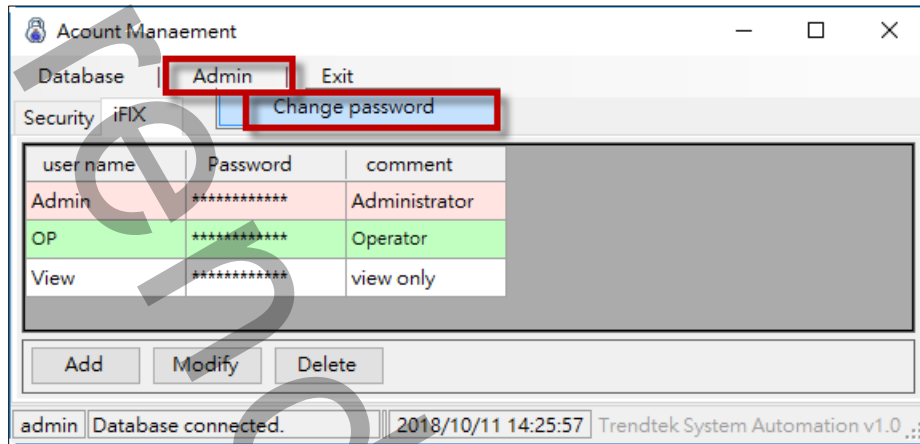 Acount Manaement
Database | Admin | Exit
Change password
Security iFIX
user name Password comment
Admin ************ Administrator
OP ************ Operator
View ************ view only
Add Modify Delete
admin Database connected. 2018/10/11 14:25:57 Trendtek System Automation v1.0